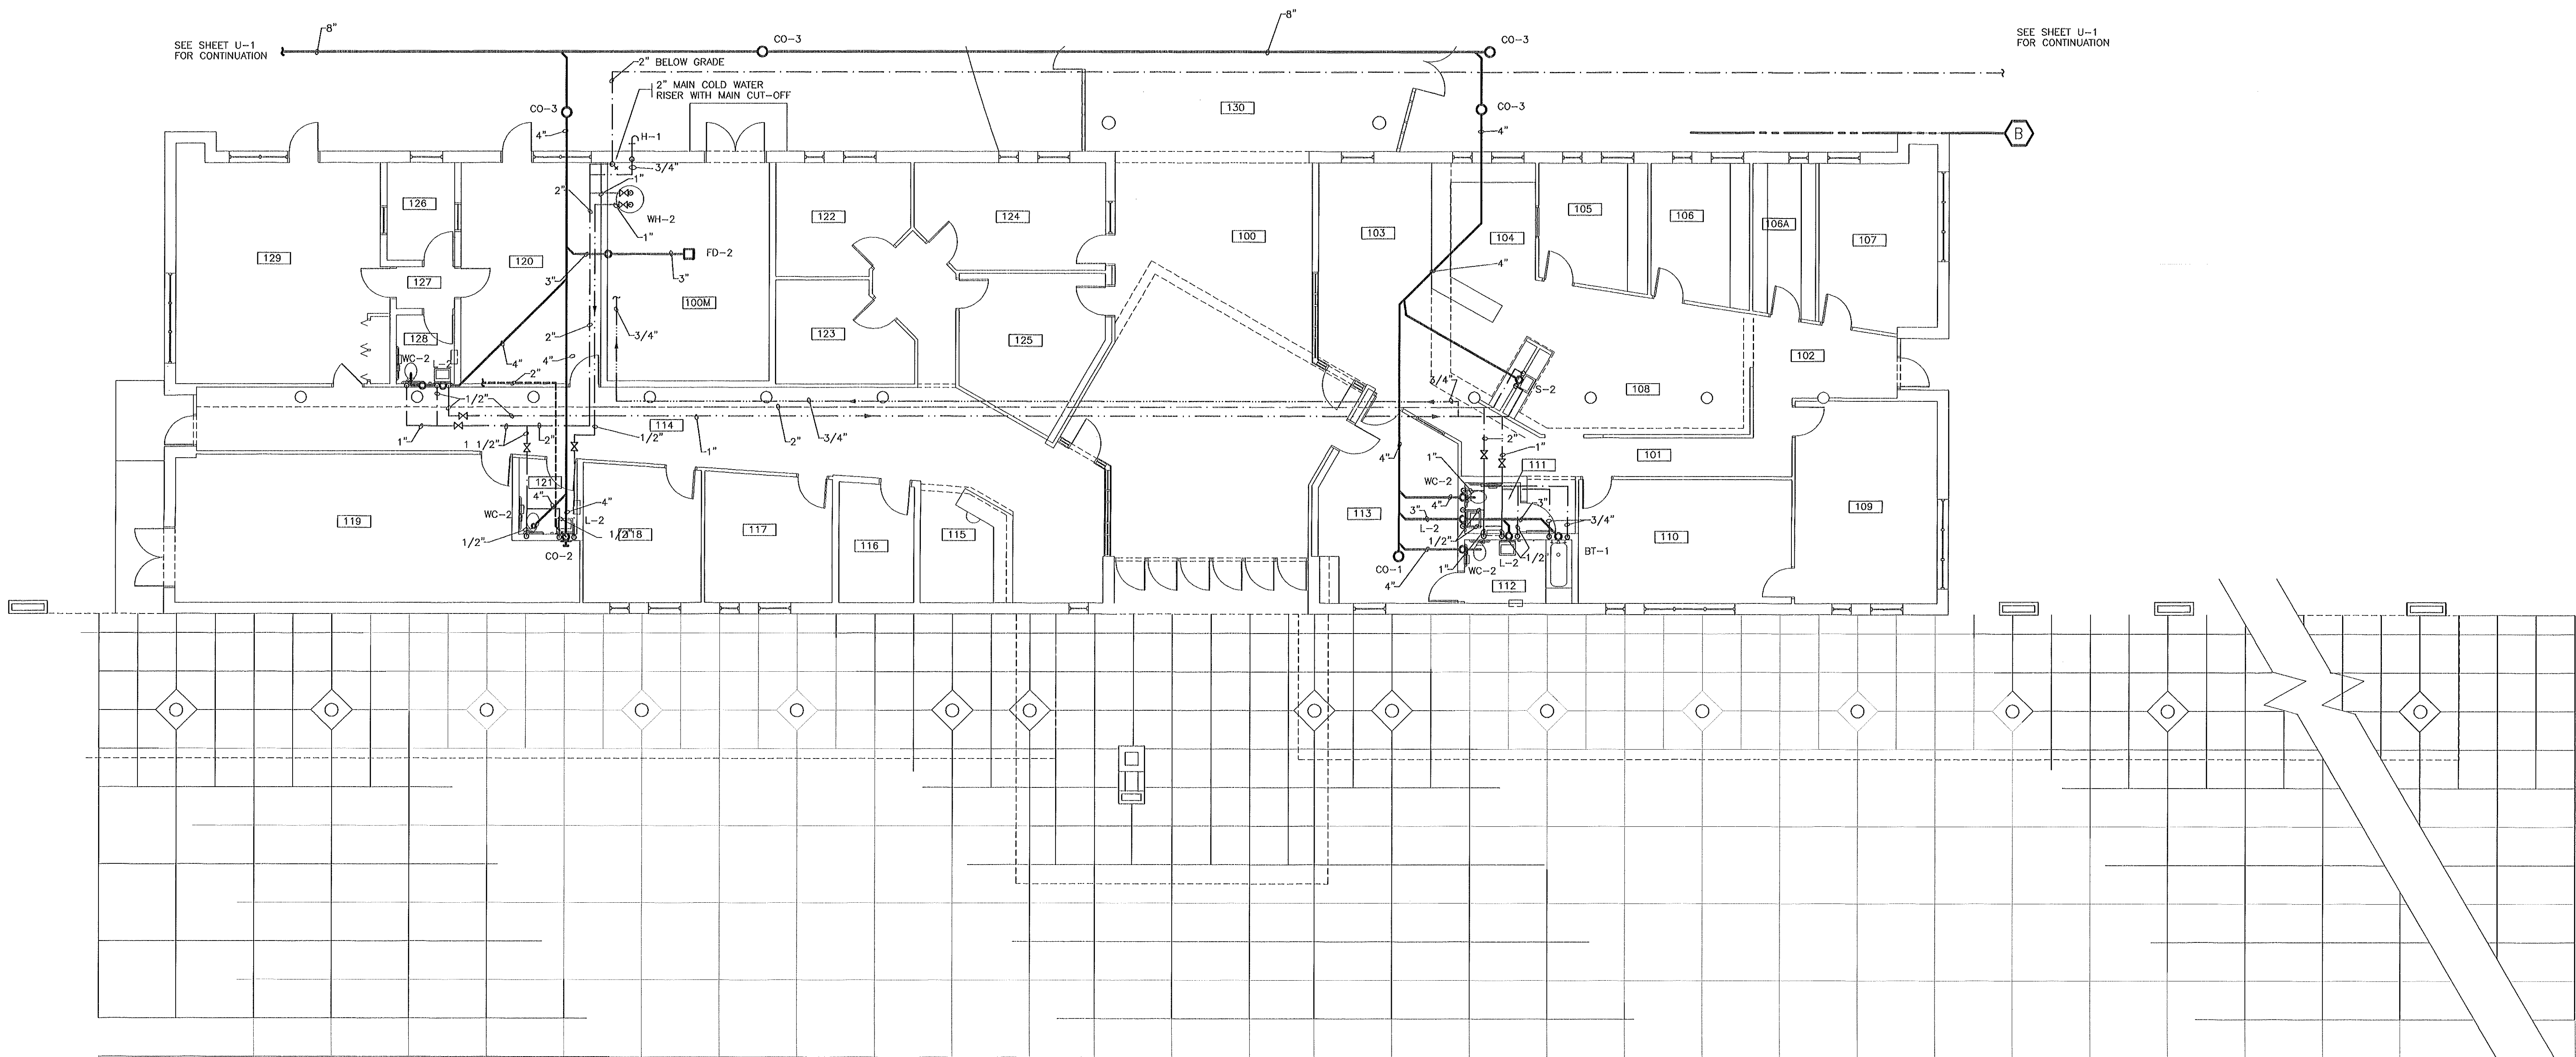 8"
8"
SEE SHEET U-1
FOR CONTINUATION
CO-3
CO-3
SEE SHEET U-1
FOR CONTINUATION
2" BELOW GRADE
2" MAIN COLD WATER
RISER WITH MAIN CUT-OFF
CO-3
130
CO-3
4"
H-1
4"
B
3/4"
1"
2"
126
WH-2
122
124
100
103
104
105
106
106A
107
1"
129
120
FD-2
3"
3"
4"
127
100M
128
2"
3/4"
123
125
WC-2
4"
4"
102
2"
3/4"
S-2
108
1/2"
1"
1 1/2"
2"
114
1/2"
1"
2"
3/4"
2"
1"
101
4"
1"
111
121
4"
4"
WC-2
4"
3"
WC-2
L-2
119
1/2"
1/2"
118
117
116
115
113
3"
L-2
3/4"
110
109
CO-2
1/2"
1/2"
BT-1
CO-1
4"
1"
WC-2
L-2
112